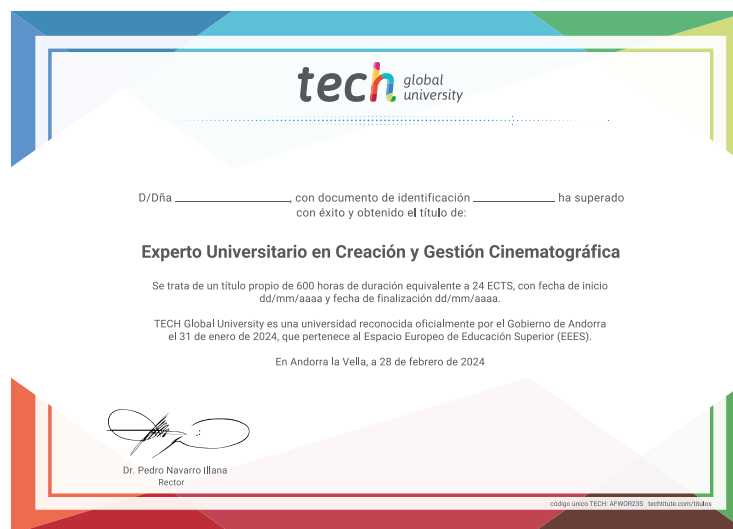 tech global university
D/Dña ____________________, con documento de identificación ______________ ha superado
con éxito y obtenido el título de:
Experto Universitario en Creación y Gestión Cinematográfica
Se trata de un título propio de 600 horas de duración equivalente a 24 ECTS, con fecha de inicio
dd/mm/aaaa y fecha de finalización dd/mm/aaaa.
TECH Global University es una universidad reconocida oficialmente por el Gobierno de Andorra
el 31 de enero de 2024, que pertenece al Espacio Europeo de Educación Superior (EEES).
En Andorra la Vella, a 28 de febrero de 2024
Dr. Pedro Navarro Illana
Rector
código único TECH: AFWOR23S techtitute.com/titulos